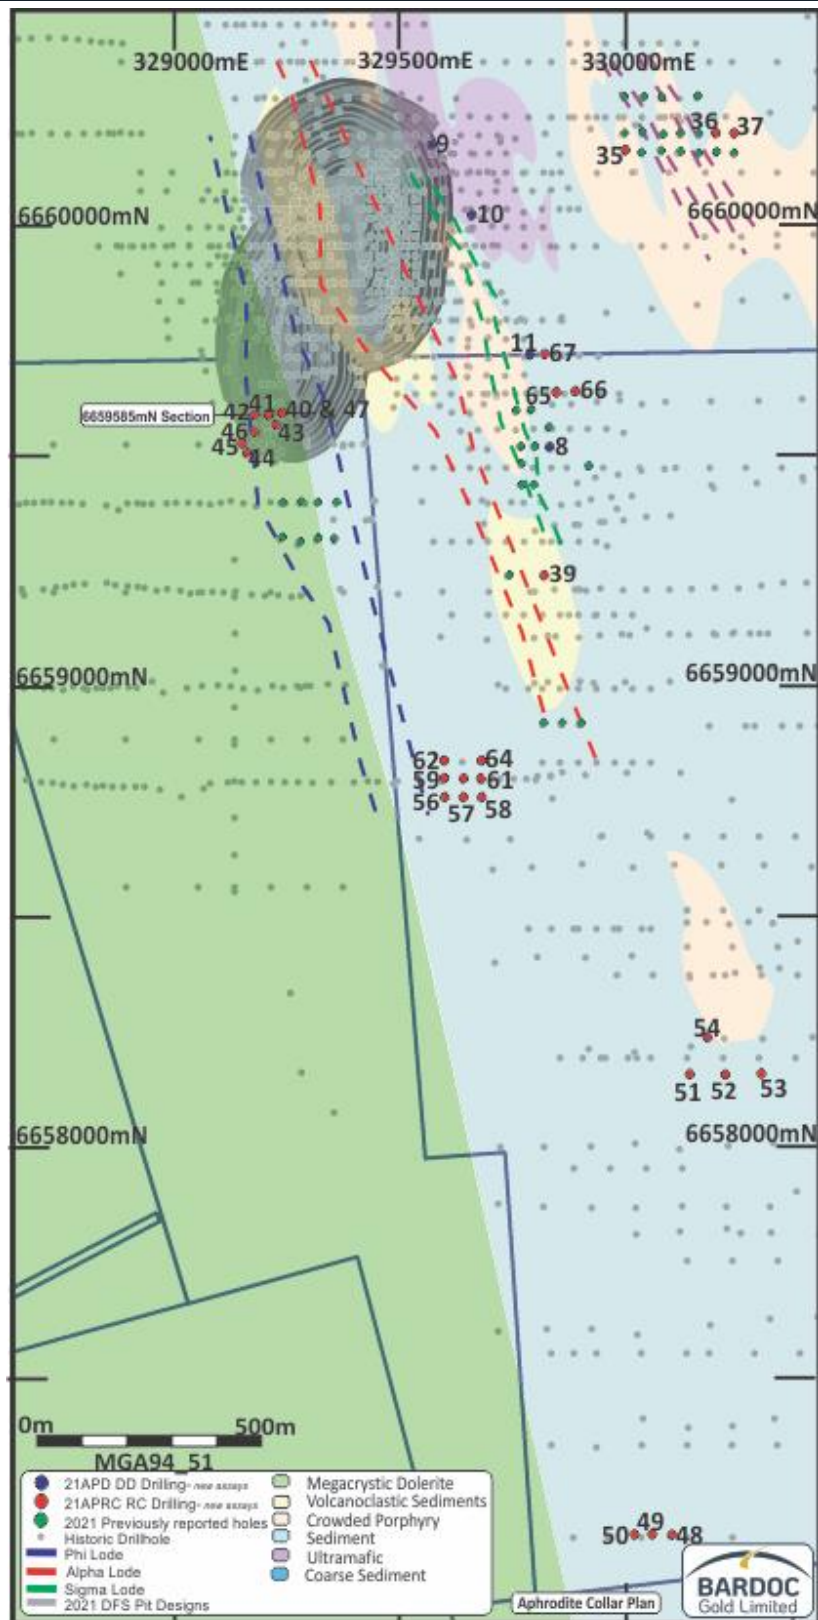 329000mE 329500mE 330000mE
9
36 37
35
6660000mN 10 6660000mN
11 67
65 66
6659585mN Section
41
42 40 & 47
46 43
45 44
8
39
6659000mN 6659000mN
62 64
59 61
56 57 58
54
51 52 53
6658000mN 6658000mN
0m 500m
MGA94_51
21APD DD Drilling- new assays
21APRC RC Drilling- new assays
2021 Previously reported holes
Historic Drillhole
Phi Lode
Alpha Lode
Sigma Lode
2021 DFS Pit Designs
Megacrystic Dolerite
Volcanoclastic Sediments
Crowded Porphyry
Sediment
Ultramafic
Coarse Sediment
49
50 48
Aphrodite Collar Plan
BARDOC
Gold Limited